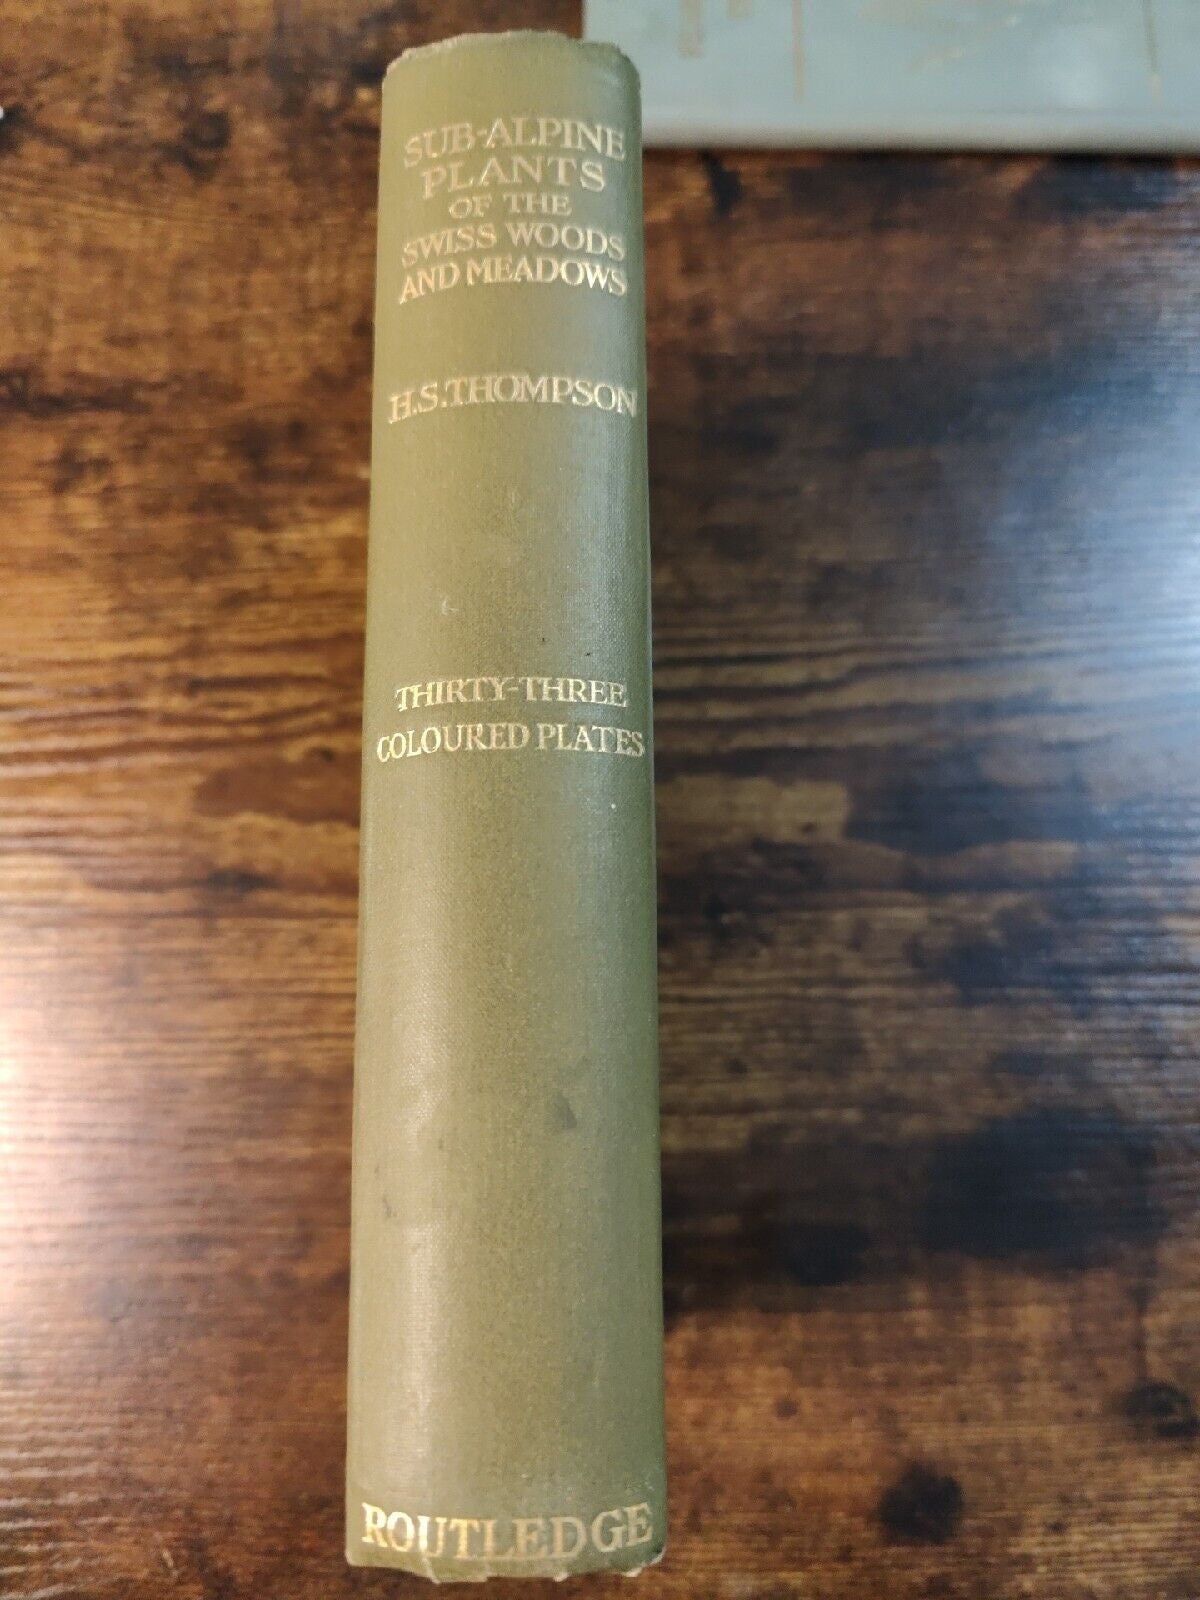 SUB-ALPINE
PLANTS
OF THE
SWISS WOODS
AND MEADOWS
H.S. THOMPSON
THIRTY-THREE
COLOURED PLATES
ROUTLEDGE